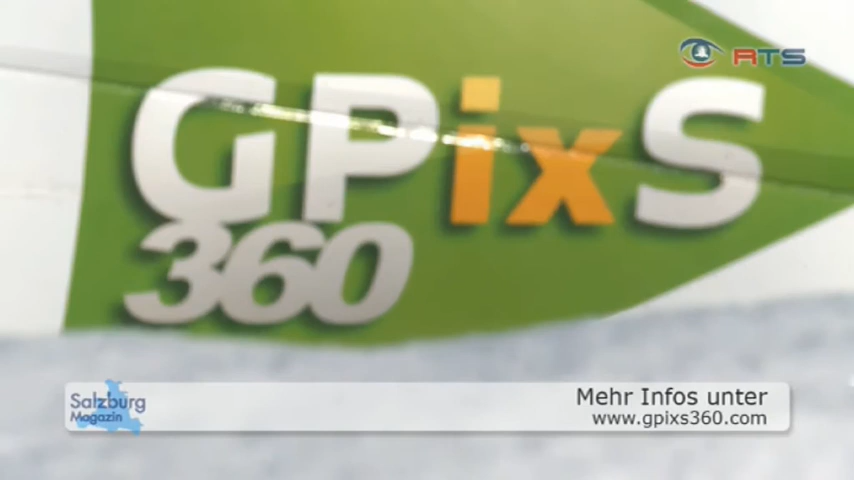 RTS
GPixS
360
Salzburg
Magazin
Mehr Infos unter
www.gpixs360.com